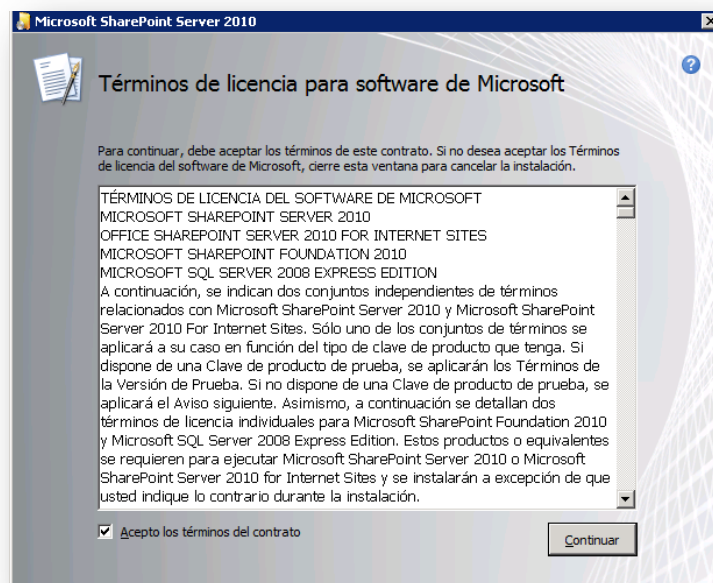 Microsoft SharePoint Server 2010
Términos de licencia para software de Microsoft
Para continuar, debe aceptar los términos de este contrato. Si no desea aceptar los Términos
de licencia del software de Microsoft, cierre esta ventana para cancelar la instalación.
TÉRMINOS DE LICENCIA DEL SOFTWARE DE MICROSOFT
MICROSOFT SHAREPOINT SERVER 2010
OFFICE SHAREPOINT SERVER 2010 FOR INTERNET SITES
MICROSOFT SHAREPOINT FOUNDATION 2010
MICROSOFT SQL SERVER 2008 EXPRESS EDITION
A continuación, se indican dos conjuntos independientes de términos
relacionados con Microsoft SharePoint Server 2010 y Microsoft SharePoint
Server 2010 For Internet Sites. Sólo uno de los conjuntos de términos se
aplicará a su caso en función del tipo de clave de producto que tenga. Si
dispone de una Clave de producto de prueba, se aplicarán los Términos de
la Versión de Prueba. Si no dispone de una Clave de producto de prueba, se
aplicará el Aviso siguiente. Asimismo, a continuación se detallan dos
términos de licencia individuales para Microsoft SharePoint Foundation 2010
y Microsoft SQL Server 2008 Express Edition. Estos productos o equivalentes
se requieren para ejecutar Microsoft SharePoint Server 2010 o Microsoft
SharePoint Server 2010 for Internet Sites y se instalarán a excepción de que
usted indique lo contrario durante la instalación.
Acepto los términos del contrato
Continuar